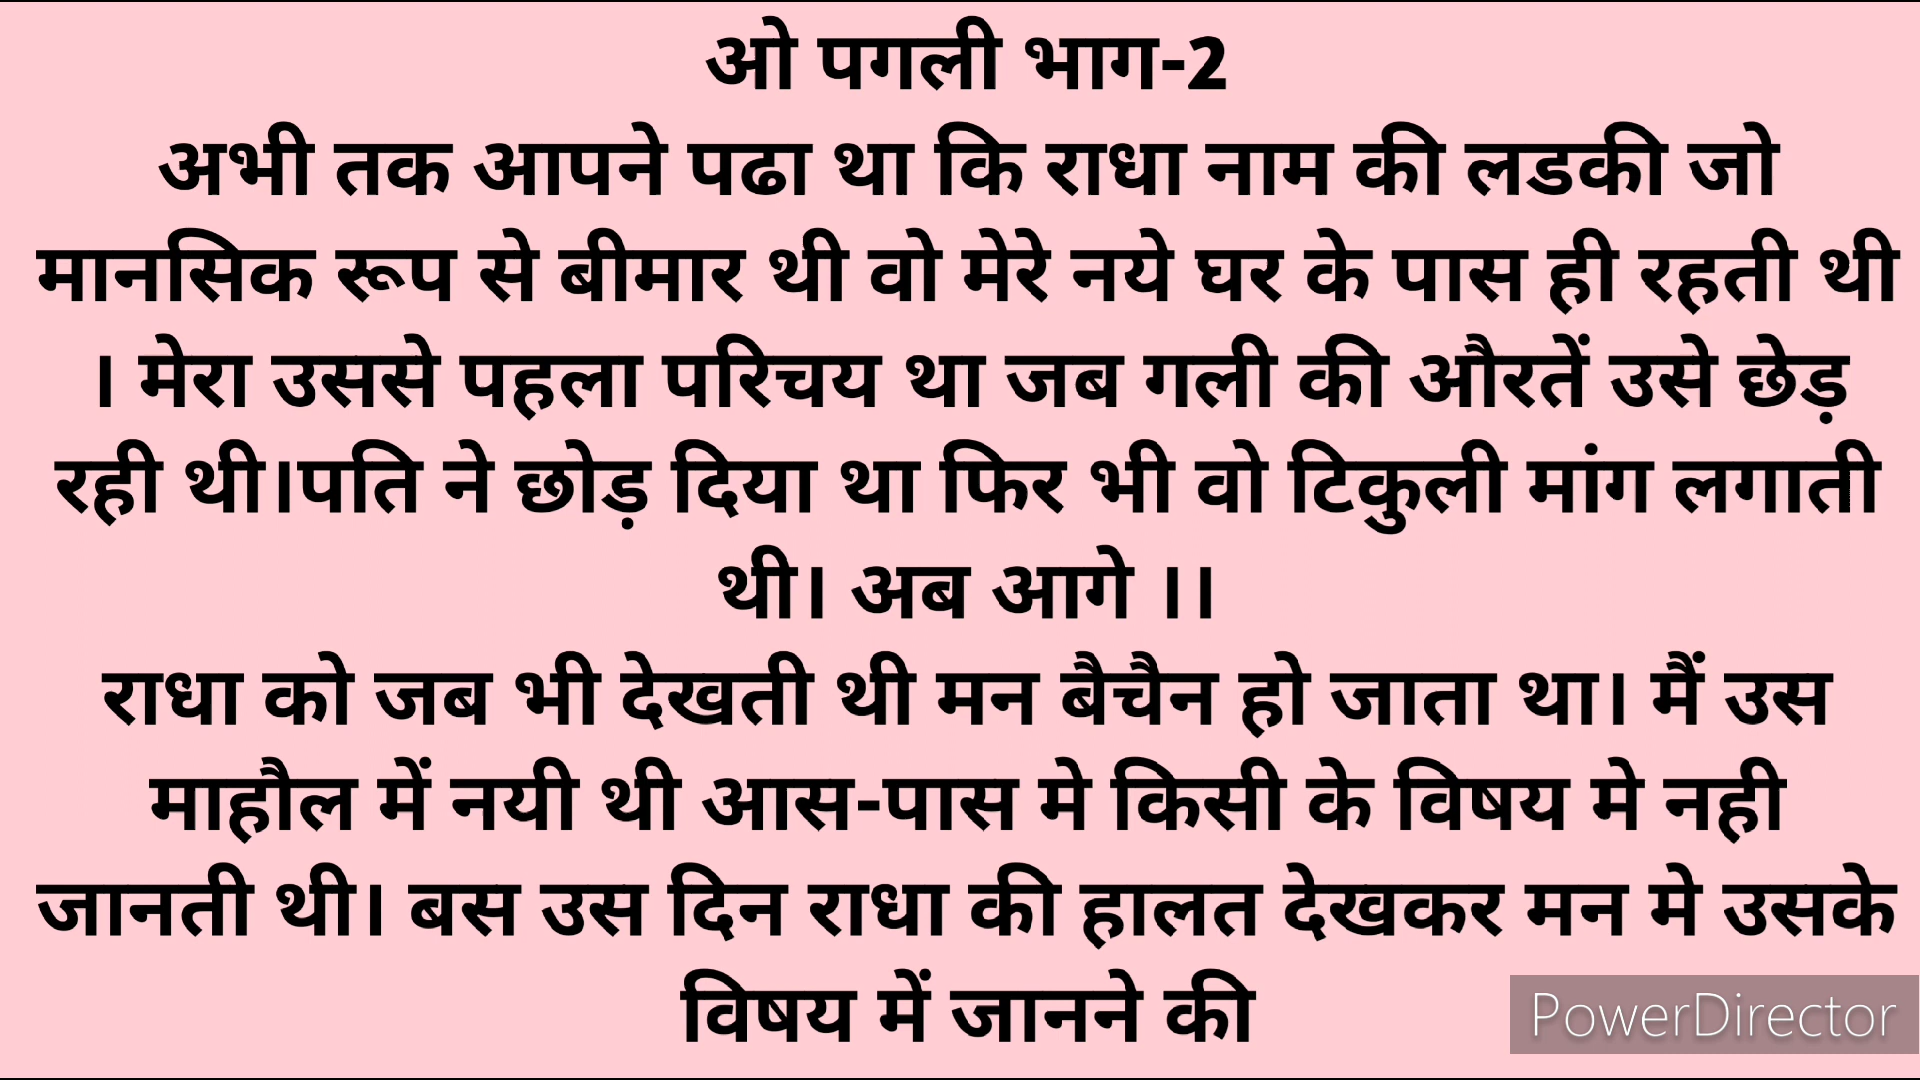 ओ पगली भाग-2
अभी तक आपने पढा था कि राधा नाम की लडकी जो
मानसिक रूप से बीमार थी वो मेरे नये घर के पास ही रहती थी
। मेरा उससे पहला परिचय था जब गली की औरतें उसे छेड़
रही थी।पति ने छोड़ दिया था फिर भी वो टिकुली मांग लगाती
थी। अब आगे ।।
राधा को जब भी देखती थी मन बैचैन हो जाता था। मैं उस
माहौल में नयी थी आस-पास मे किसी के विषय मे नही
जानती थी। बस उस दिन राधा की हालत देखकर मन मे उसके
विषय में जानने की
PowerDirector